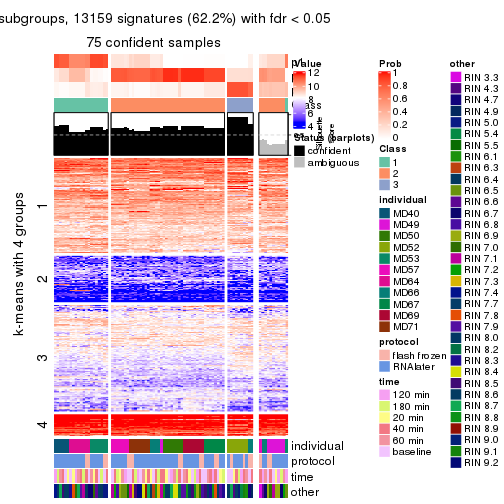 subgroups, 13159 signatures (62.2%) with fdr < 0.05
75 confident samples
k-means with 4 groups
1
2
3
4
individual
protocol
time
other
Value
12
10
8
6
4
Status (barplots)
confident
ambiguous
Silhouette
score
Prob
1
0.8
0.6
0.4
0.2
0
Class
1
2
3
individual
MD40
MD49
MD50
MD52
MD53
MD57
MD64
MD66
MD67
MD69
MD71
protocol
flash frozen
RNAlater
time
120 min
180 min
20 min
40 min
60 min
baseline
other
RIN 3.3
RIN 4.3
RIN 4.7
RIN 4.9
RIN 5.0
RIN 5.4
RIN 5.5
RIN 6.1
RIN 6.3
RIN 6.4
RIN 6.5
RIN 6.6
RIN 6.7
RIN 6.8
RIN 6.9
RIN 7.0
RIN 7.1
RIN 7.2
RIN 7.3
RIN 7.4
RIN 7.7
RIN 7.8
RIN 7.9
RIN 8.0
RIN 8.2
RIN 8.3
RIN 8.4
RIN 8.5
RIN 8.6
RIN 8.7
RIN 8.8
RIN 8.9
RIN 9.0
RIN 9.1
RIN 9.2